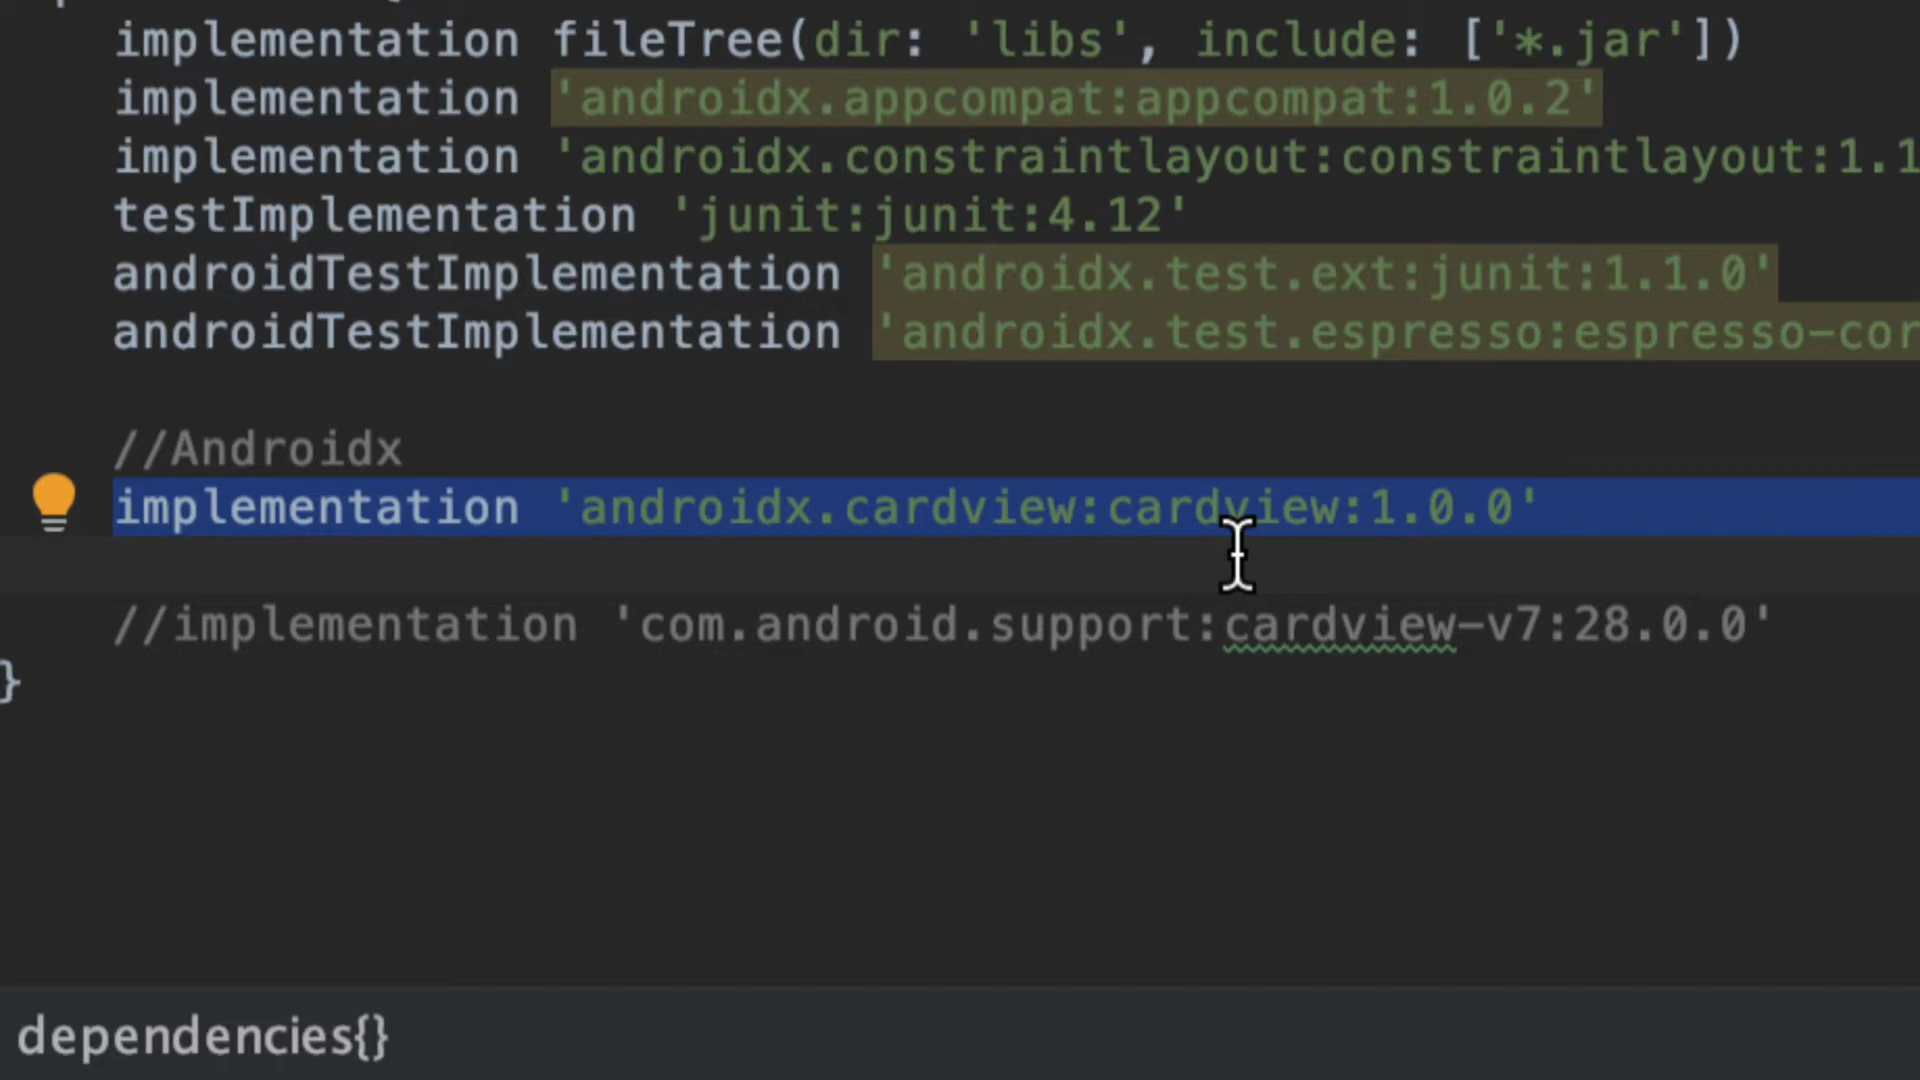 implementation fileTree(dir: 'libs', include: ['*.jar'])
implementation 'androidx.appcompat:appcompat:1.0.2'
implementation 'androidx.constraintlayout:constraintlayout:1.1
testImplementation 'junit:junit:4.12'
androidTestImplementation 'androidx.test.ext:junit:1.1.0'
androidTestImplementation 'androidx.test.espresso:espresso-cor
//Androidx
implementation 'androidx.cardview:cardview:1.0.0'
//implementation 'com.android.support:cardview-v7:28.0.0'
}
dependencies{}